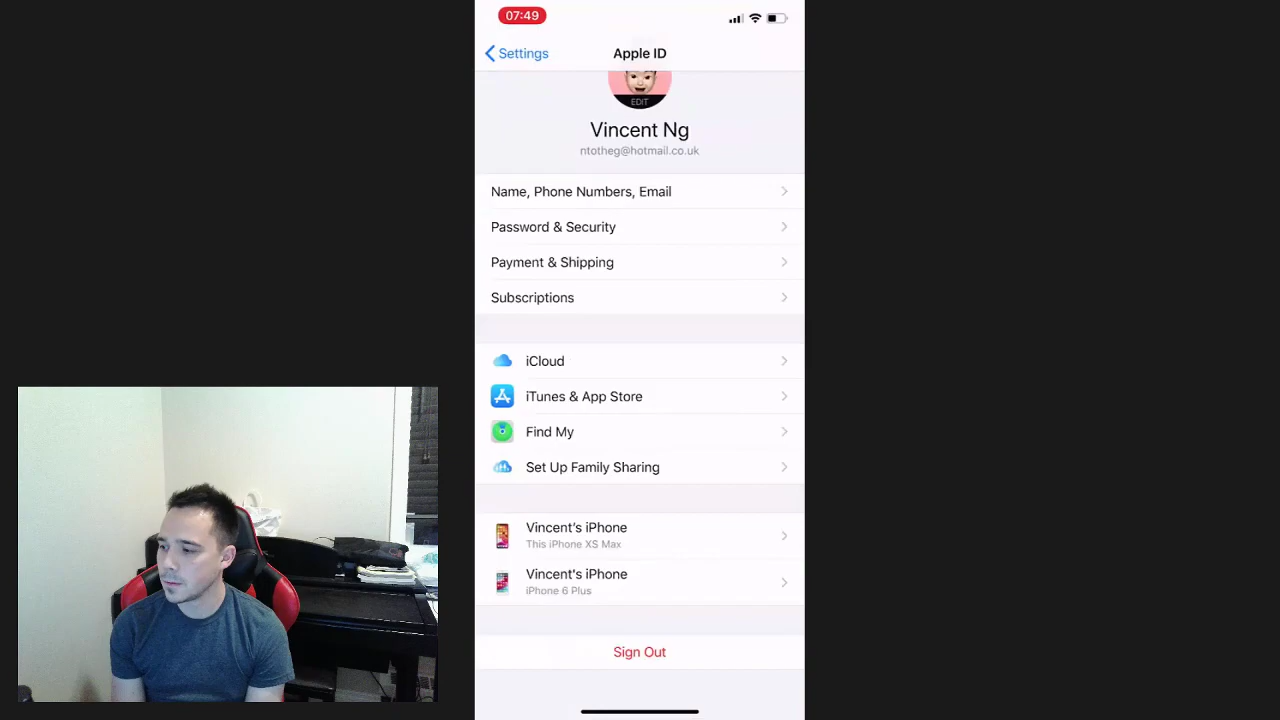 07:49
Settings
Apple ID
EDIT
Vincent Ng
ntotheg@hotmail.co.uk
Name, Phone Numbers, Email
Password & Security
Payment & Shipping
Subscriptions
iCloud
iTunes & App Store
Find My
Set Up Family Sharing
Vincent's iPhone
This iPhone XS Max
Vincent's iPhone
iPhone 6 Plus
Sign Out